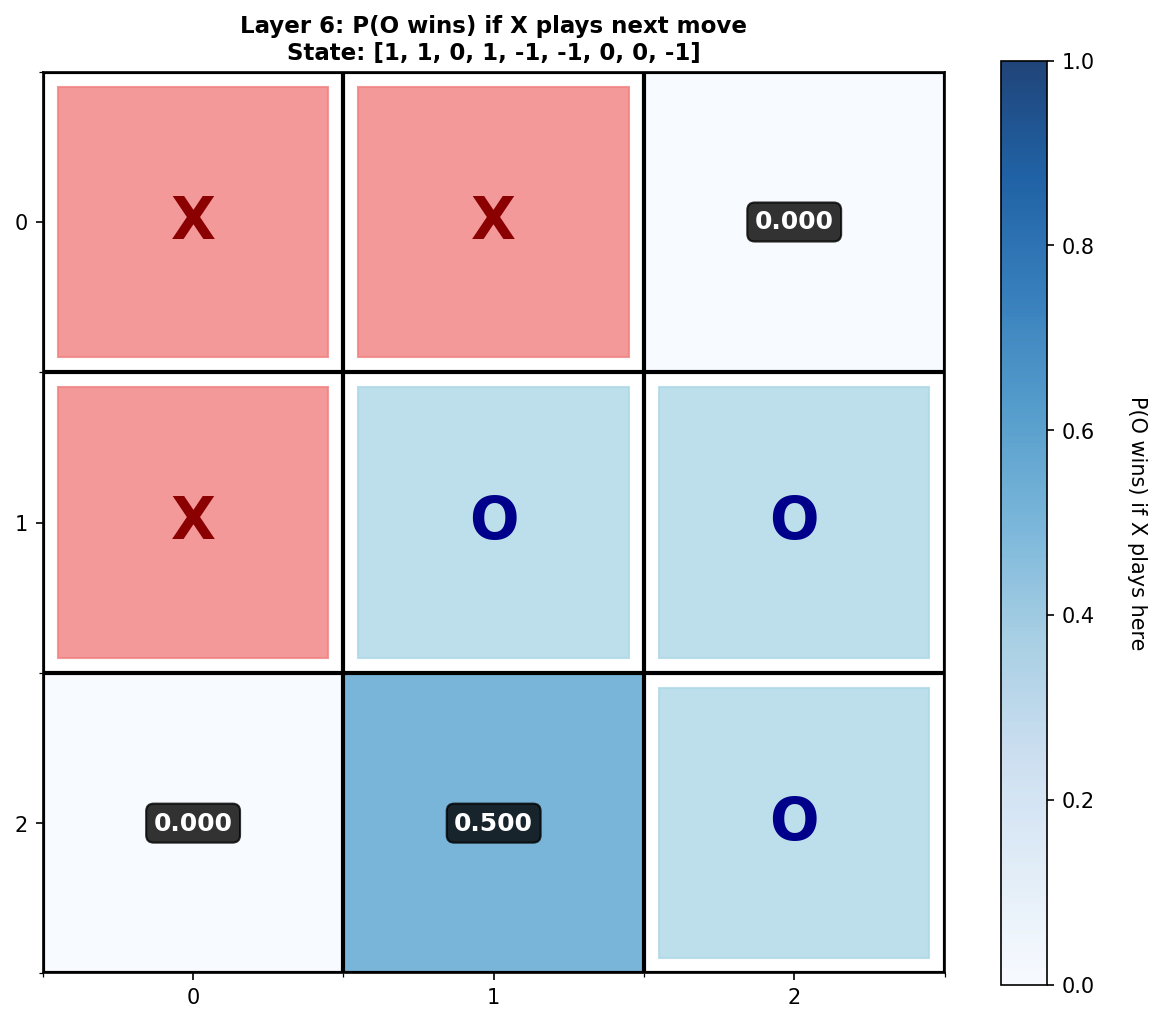 Layer 6: P(O wins) if X plays next move
State: [1, 1, 0, 1, -1, -1, 0, 0, -1]
0
X
X
0.000
1
X
O
O
2
0.000
0.500
O
0
1
2
1.0
0.8
0.6
0.4
0.2
0.0
P(O wins) if X plays here